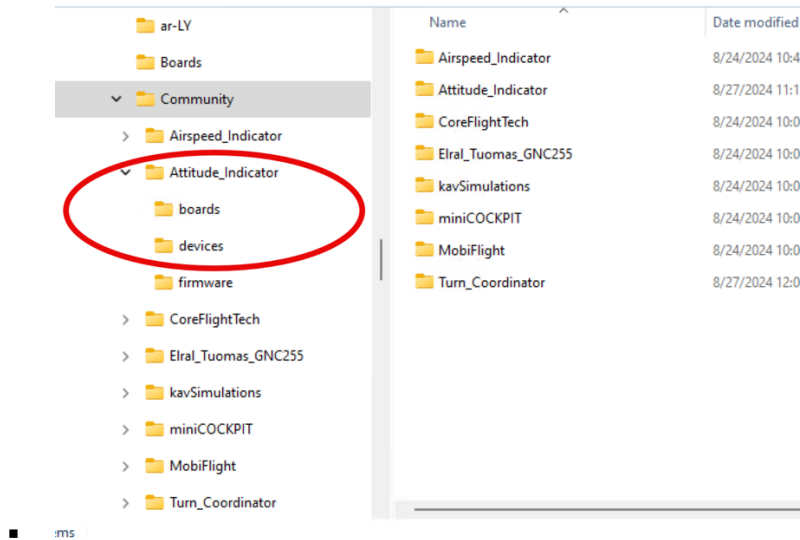 ar-LY
Boards
Community
Airspeed_Indicator
Attitude_Indicator
boards
devices
firmware
CoreFlightTech
Elral_Tuomas_GNC255
kavSimulations
miniCOCKPIT
MobiFlight
Turn_Coordinator
Name Date modified
Airspeed_Indicator 8/24/2024 10:4
Attitude_Indicator 8/27/2024 11:1
CoreFlightTech 8/24/2024 10:0
Elral_Tuomas_GNC255 8/24/2024 10:0
kavSimulations 8/24/2024 10:0
miniCOCKPIT 8/24/2024 10:0
MobiFlight 8/24/2024 10:0
Turn_Coordinator 8/27/2024 12:0
ems